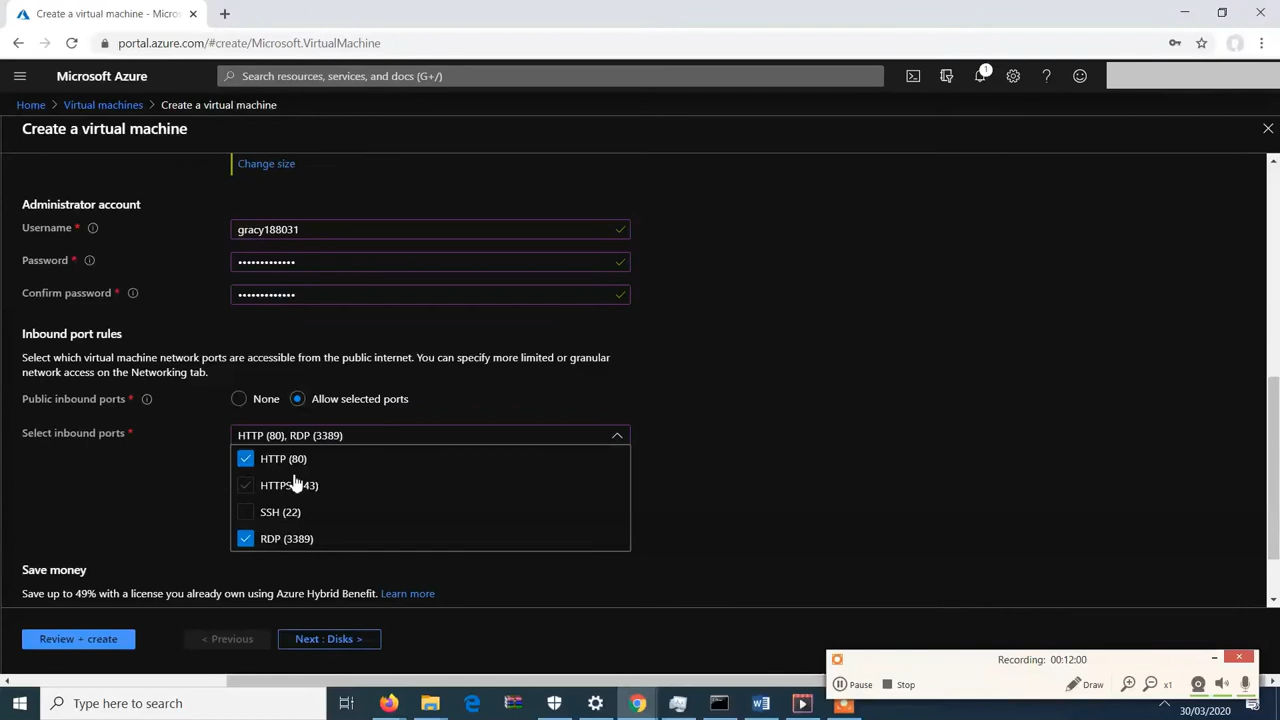 Create a virtual machine - Micros
portal.azure.com/#create/Microsoft.VirtualMachine
Microsoft Azure
Search resources, services, and docs (G+/)
1
Home > Virtual machines > Create a virtual machine
Create a virtual machine
Change size
Administrator account
Username *
gracy188031
Password *
•••••••••••••
Confirm password *
•••••••••••••
Inbound port rules
Select which virtual machine network ports are accessible from the public internet. You can specify more limited or granular
network access on the Networking tab.
Public inbound ports *
None
Allow selected ports
Select inbound ports *
HTTP (80), RDP (3389)
HTTP (80)
SSH (22)
RDP (3389)
Save money
Save up to 49% with a license you already own using Azure Hybrid Benefit. Learn more
Review + create
< Previous
Next : Disks >
Recording: 00:12:00
Pause
Stop
Draw
x1
Type here to search
30/03/2020